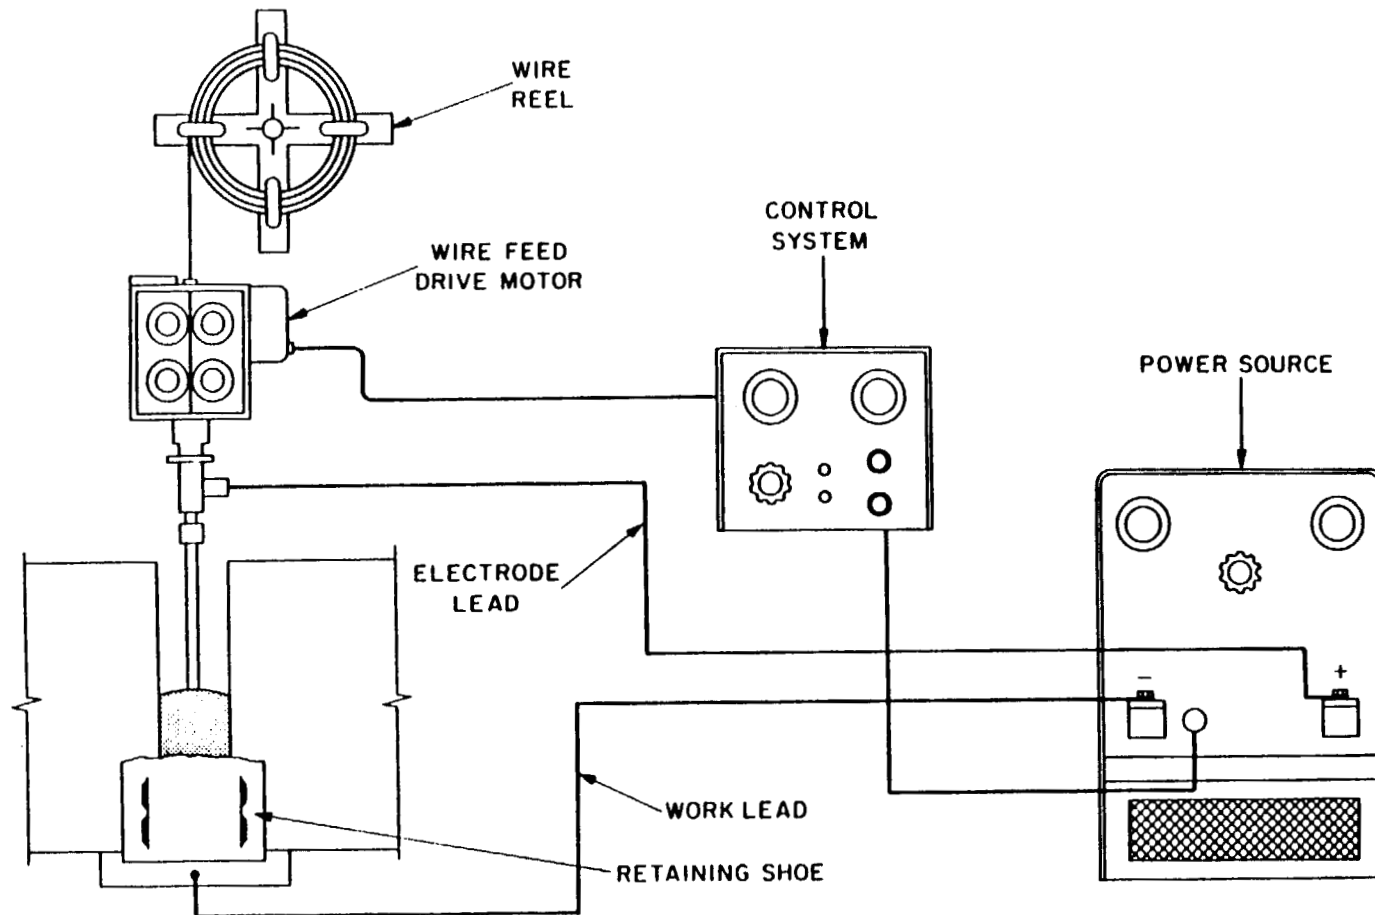 WIRE
REEL
CONTROL
SYSTEM
WIRE FEED
DRIVE MOTOR
POWER SOURCE
ELECTRODE
LEAD
-
+
WORK LEAD
RETAINING SHOE